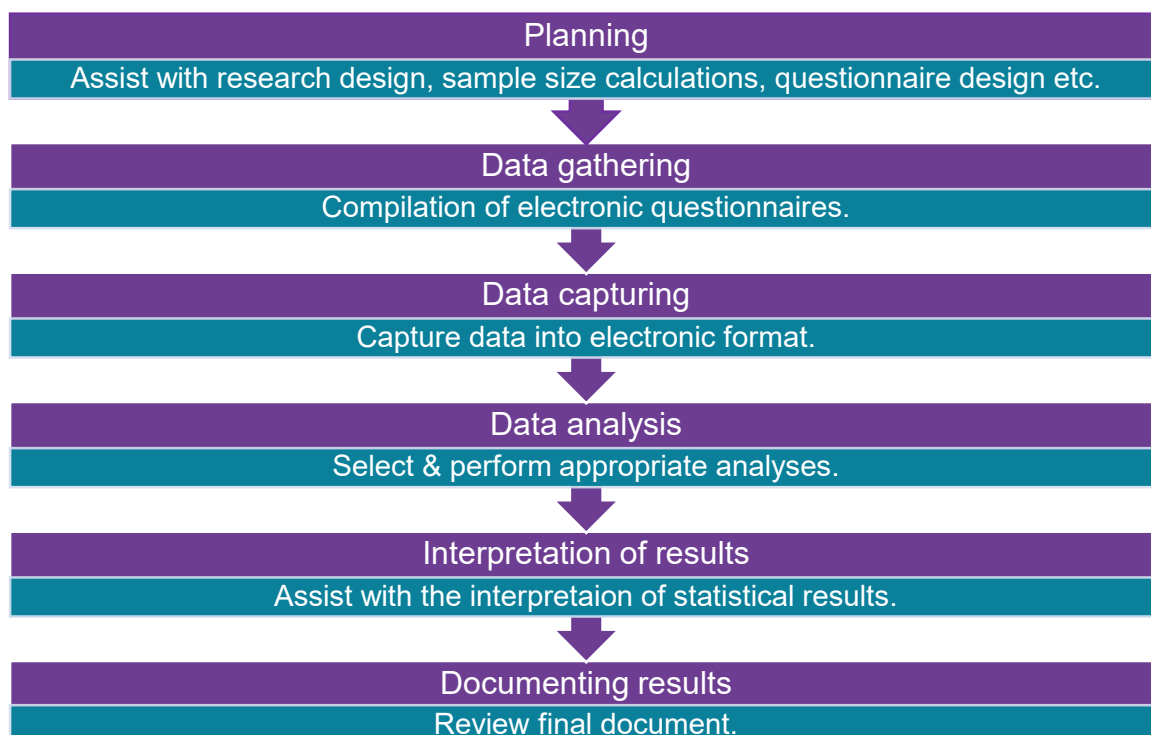 Planning
Assist with research design, sample size calculations, questionnaire design etc.
Data gathering
Compilation of electronic questionnaires.
Data capturing
Capture data into electronic format.
Data analysis
Select & perform appropriate analyses.
Interpretation of results
Assist with the interpretaion of statistical results.
Documenting results
Review final document.